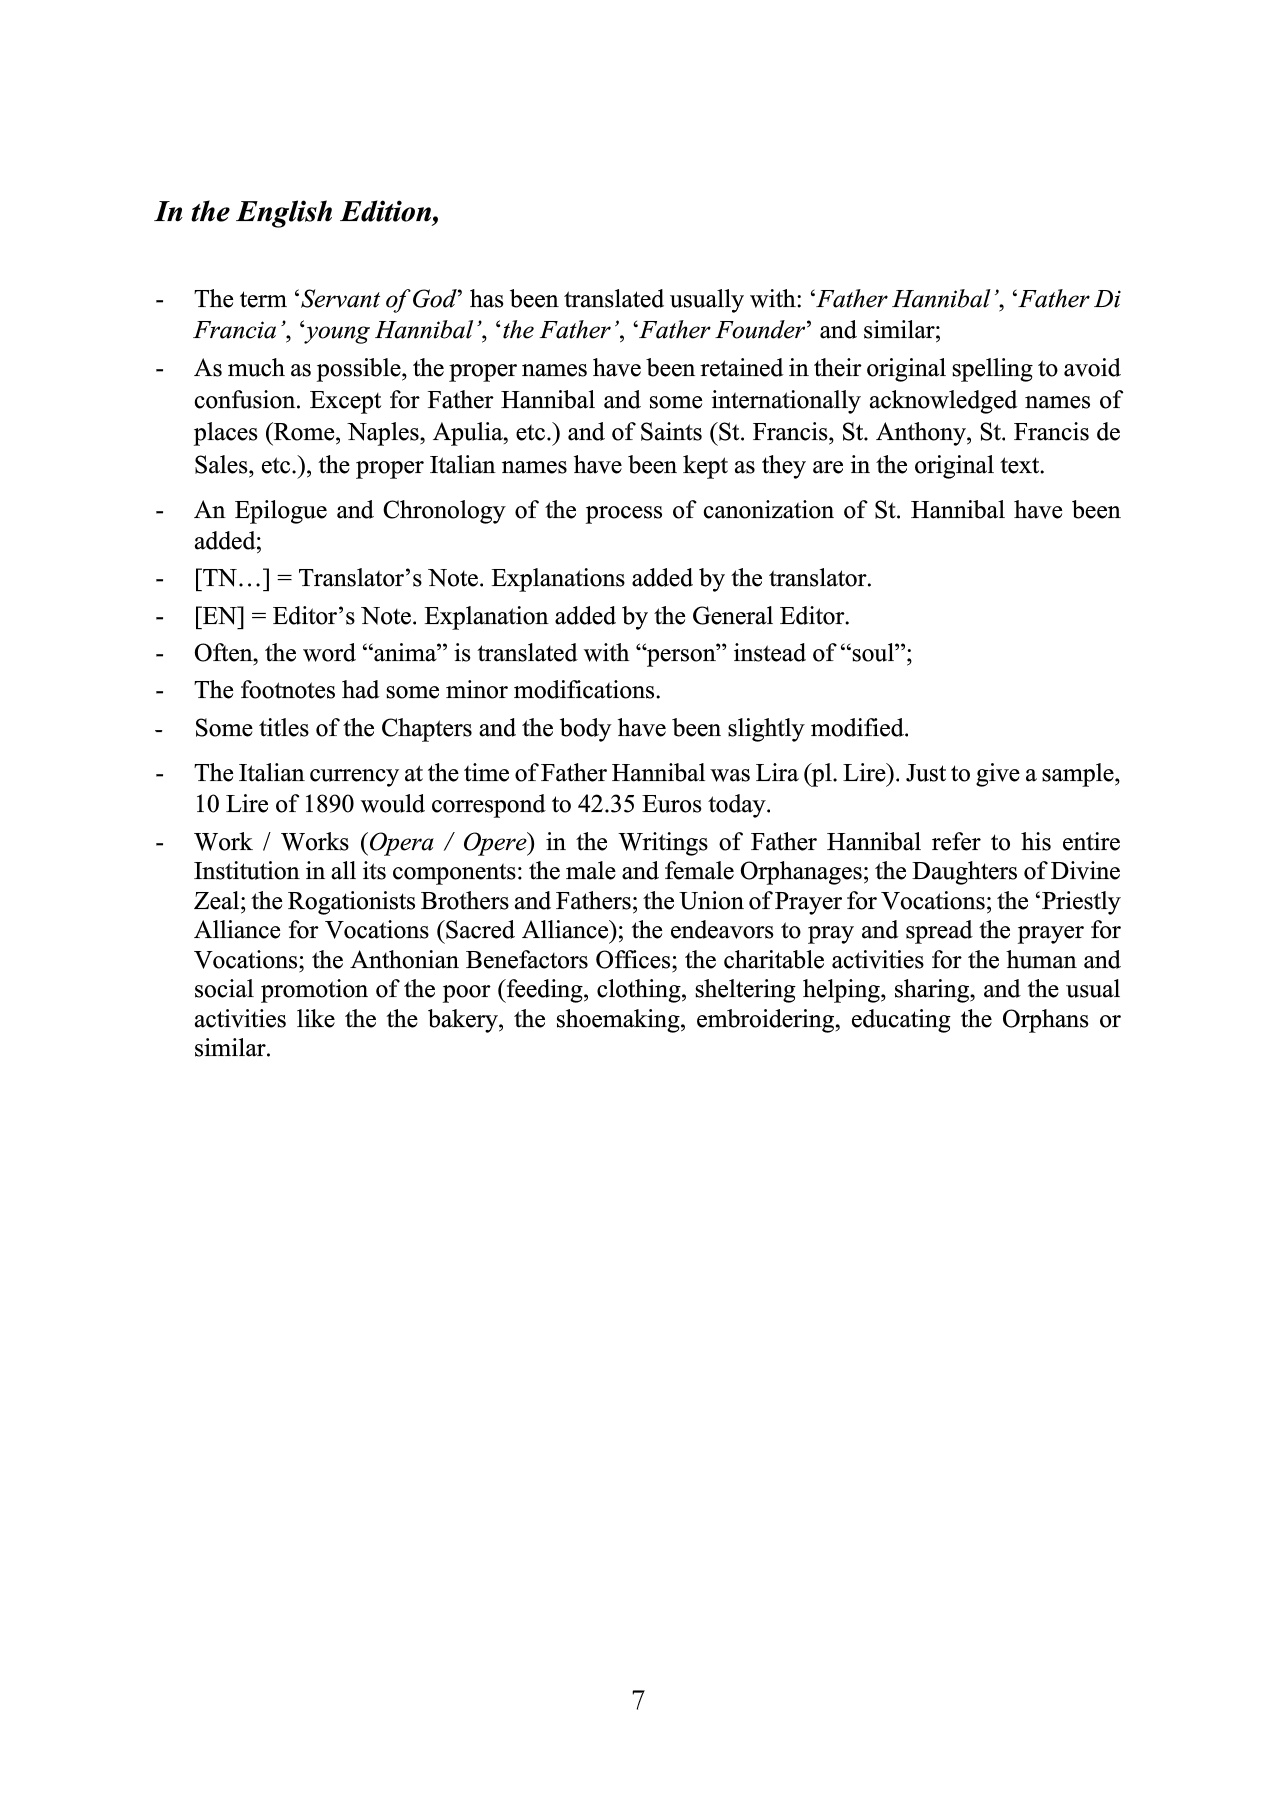 In the English Edition,
- The term ‘Servant of God’ has been translated usually with: ‘Father Hannibal’, ‘Father Di
Francia’, ‘young Hannibal’, ‘the Father’, ‘Father Founder’ and similar;
- As much as possible, the proper names have been retained in their original spelling to avoid
confusion. Except for Father Hannibal and some internationally acknowledged names of
places (Rome, Naples, Apulia, etc.) and of Saints (St. Francis, St. Anthony, St. Francis de
Sales, etc.), the proper Italian names have been kept as they are in the original text.
- An Epilogue and Chronology of the process of canonization of St. Hannibal have been
added;
- [TN…] = Translator’s Note. Explanations added by the translator.
- [EN] = Editor’s Note. Explanation added by the General Editor.
- Often, the word “anima” is translated with “person” instead of “soul”;
- The footnotes had some minor modifications.
- Some titles of the Chapters and the body have been slightly modified.
- The Italian currency at the time of Father Hannibal was Lira (pl. Lire). Just to give a sample,
10 Lire of 1890 would correspond to 42.35 Euros today.
- Work / Works (Opera / Opere) in the Writings of Father Hannibal refer to his entire
Institution in all its components: the male and female Orphanages; the Daughters of Divine
Zeal; the Rogationists Brothers and Fathers; the Union of Prayer for Vocations; the ‘Priestly
Alliance for Vocations (Sacred Alliance); the endeavors to pray and spread the prayer for
Vocations; the Anthonian Benefactors Offices; the charitable activities for the human and
social promotion of the poor (feeding, clothing, sheltering helping, sharing, and the usual
activities like the the bakery, the shoemaking, embroidering, educating the Orphans or
similar.
7